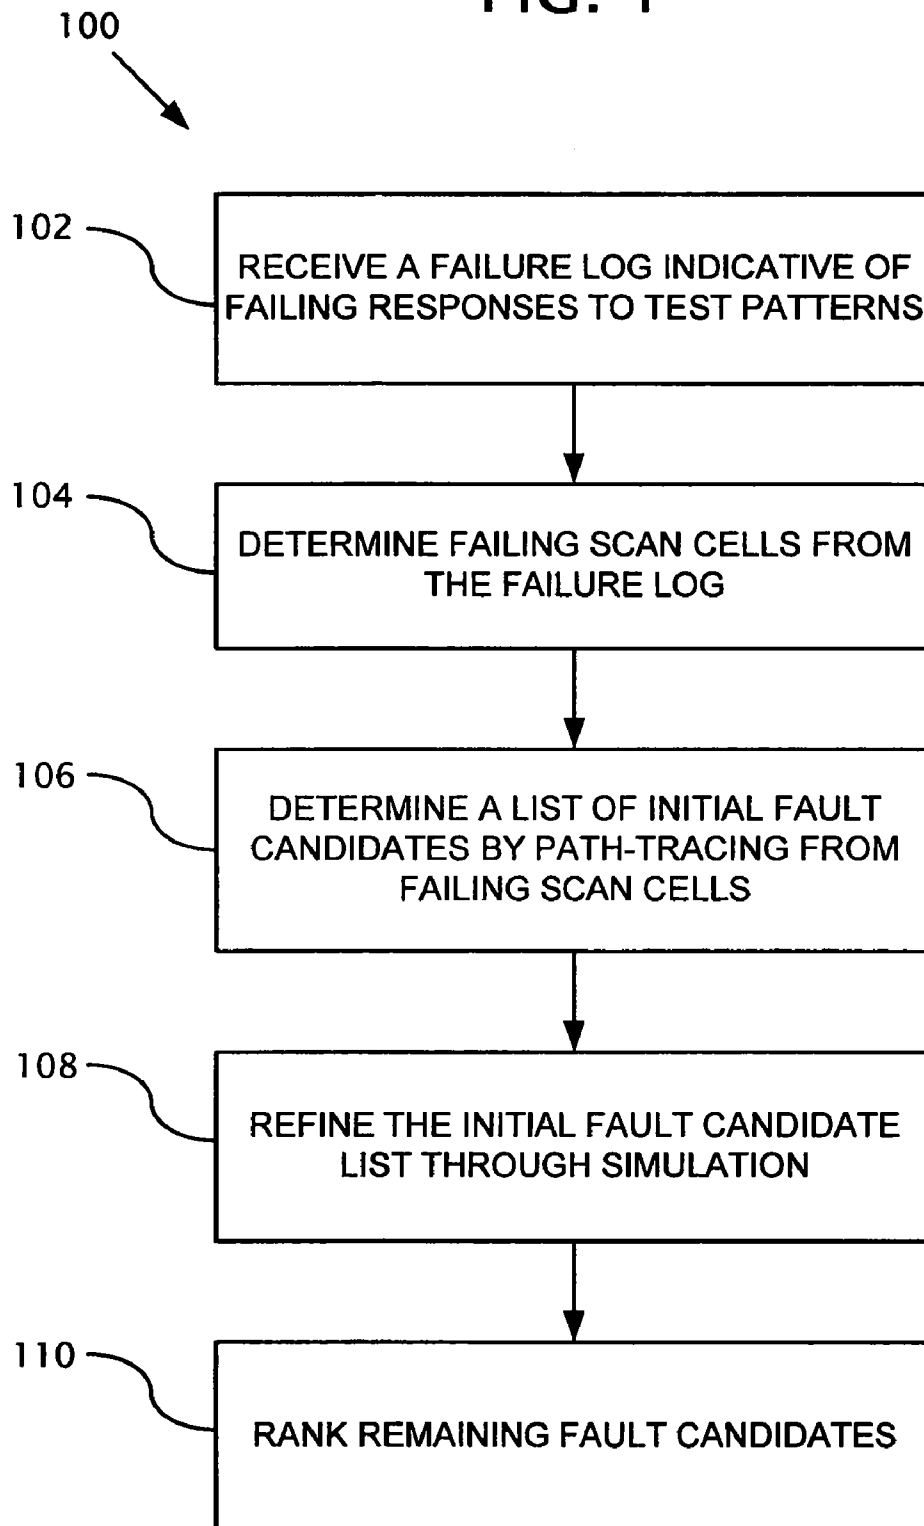 FIG. 1
100
102
RECEIVE A FAILURE LOG INDICATIVE OF
FAILING RESPONSES TO TEST PATTERNS
104
DETERMINE FAILING SCAN CELLS FROM
THE FAILURE LOG
106
DETERMINE A LIST OF INITIAL FAULT
CANDIDATES BY PATH-TRACING FROM
FAILING SCAN CELLS
108
REFINE THE INITIAL FAULT CANDIDATE
LIST THROUGH SIMULATION
110
RANK REMAINING FAULT CANDIDATES